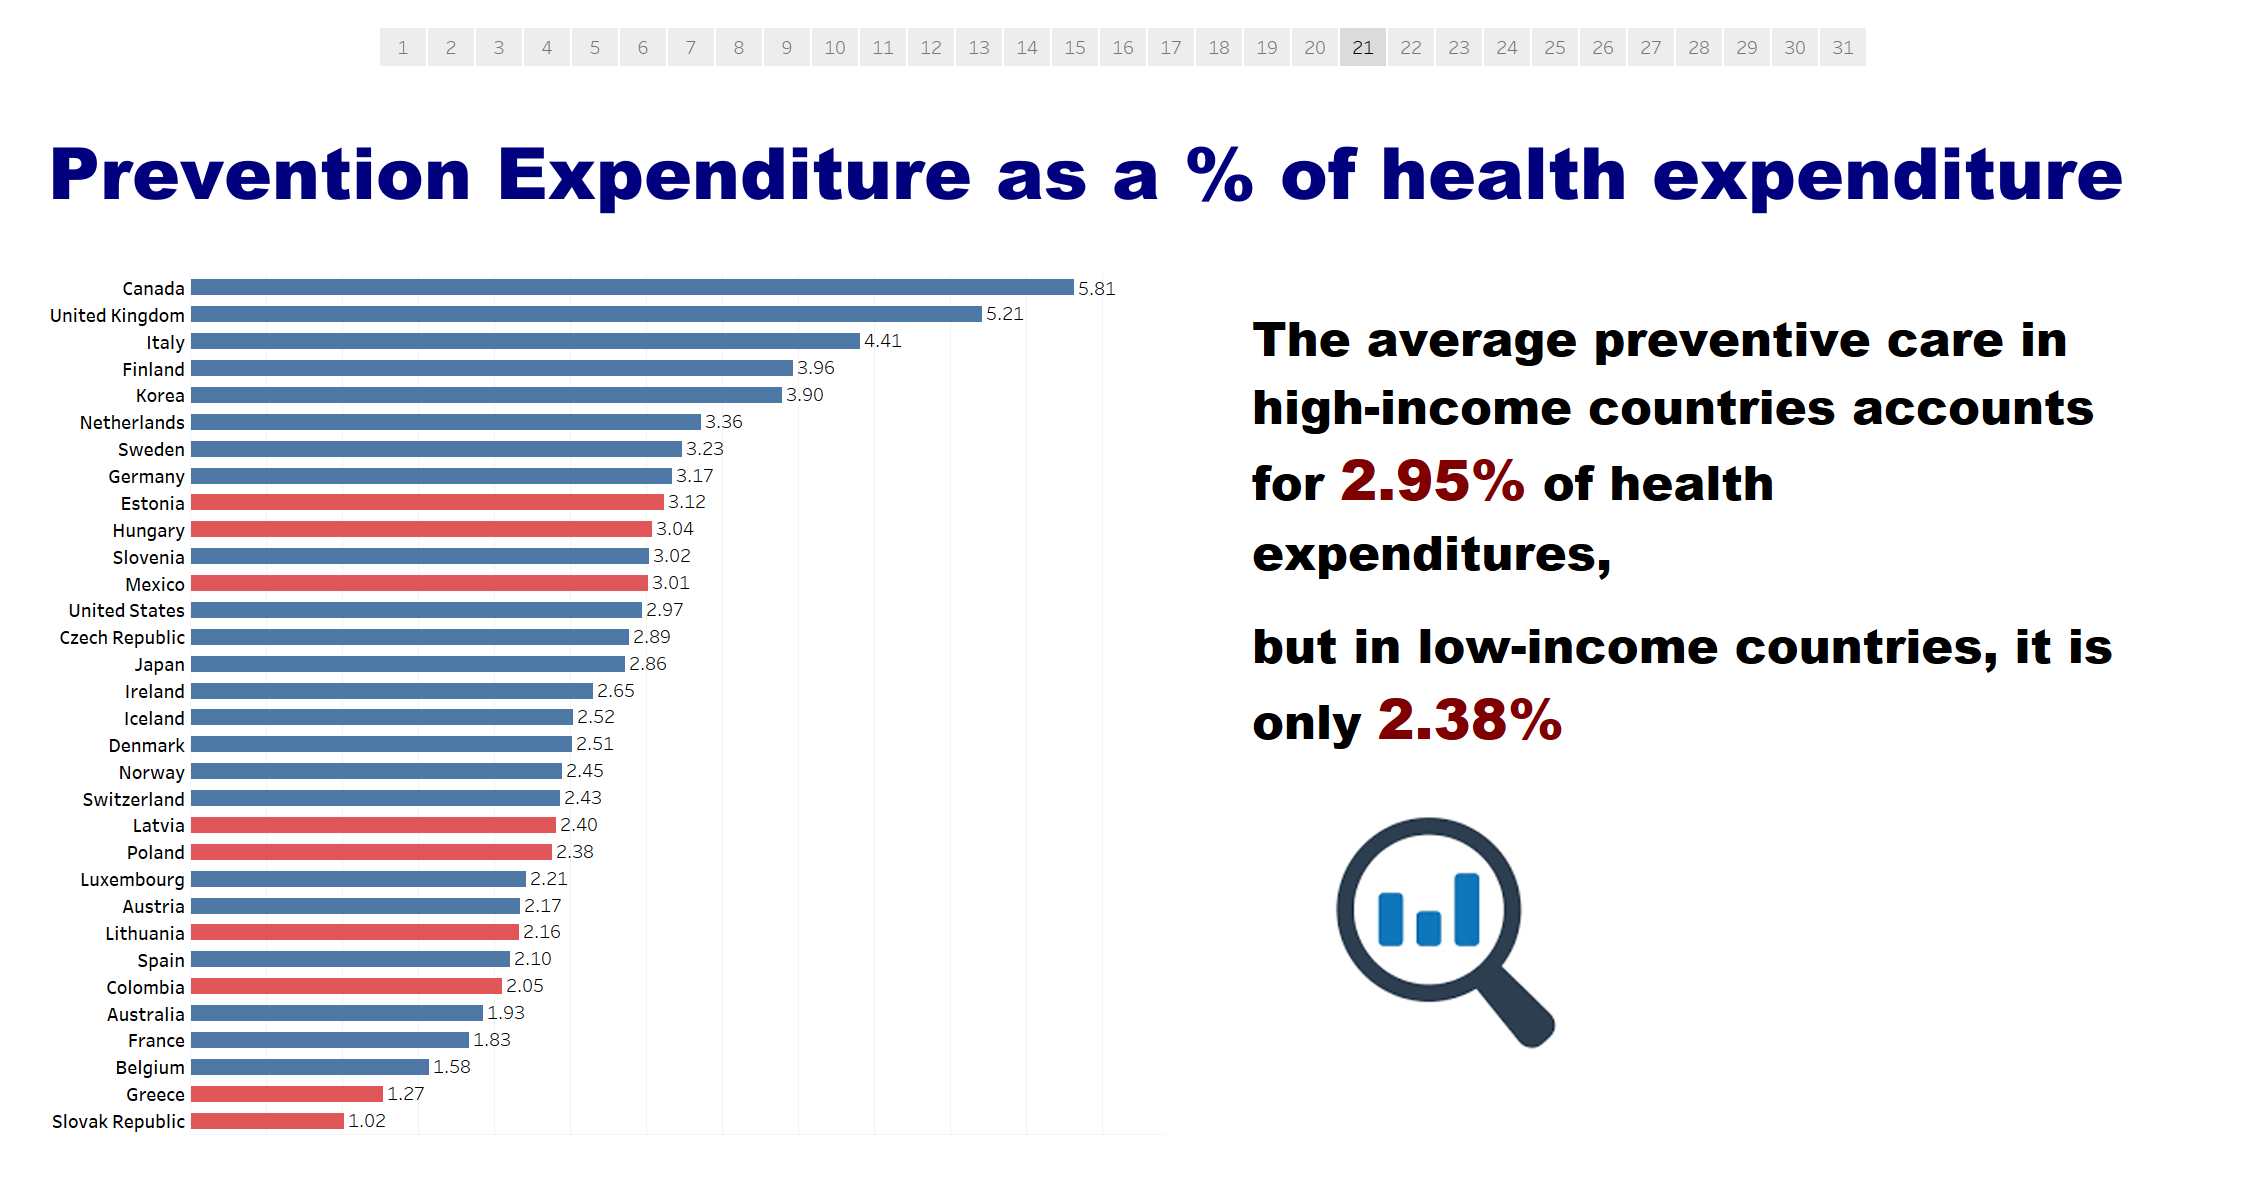 1 2 3 4 5 6 7 8 9 10 11 12 13 14 15 16 17 18 19 20 21 22 23 24 25 26 27 28 29 30 31
Prevention Expenditure as a % of health expenditure
Canada 5.81
United Kingdom 5.21
Italy 4.41
Finland 3.96
Korea 3.90
Netherlands 3.36
Sweden 3.23
Germany 3.17
Estonia 3.12
Hungary 3.04
Slovenia 3.02
Mexico 3.01
United States 2.97
Czech Republic 2.89
Japan 2.86
Ireland 2.65
Iceland 2.52
Denmark 2.51
Norway 2.45
Switzerland 2.43
Latvia 2.40
Poland 2.38
Luxembourg 2.21
Austria 2.17
Lithuania 2.16
Spain 2.10
Colombia 2.05
Australia 1.93
France 1.83
Belgium 1.58
Greece 1.27
Slovak Republic 1.02
The average preventive care in
high-income countries accounts
for 2.95% of health
expenditures,
but in low-income countries, it is
only 2.38%